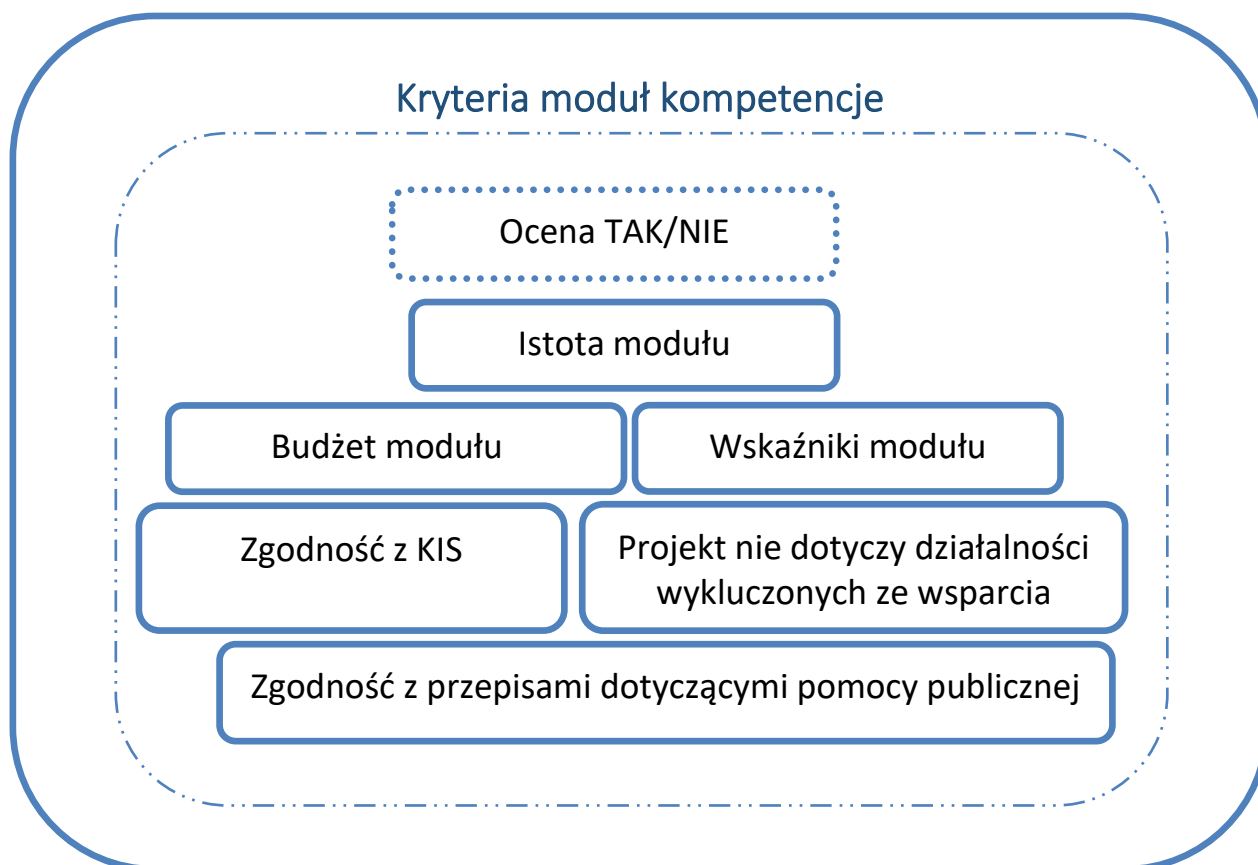 Kryteria moduł kompetencje
Ocena TAK/NIE
Istota modułu
Budżet modułu
Wskaźniki modułu
Zgodność z KIS
Projekt nie dotyczy działalności
wykluczonych ze wsparcia
Zgodność z przepisami dotyczącymi pomocy publicznej